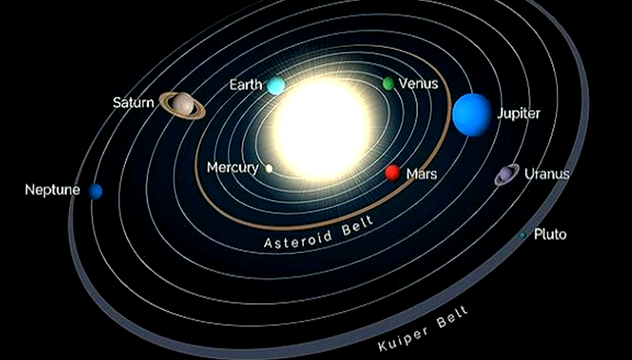 Earth
Venus
Saturn
Jupiter
Mercury
Mars
Uranus
Neptune
Asteroid Belt
Pluto
Kuiper Belt